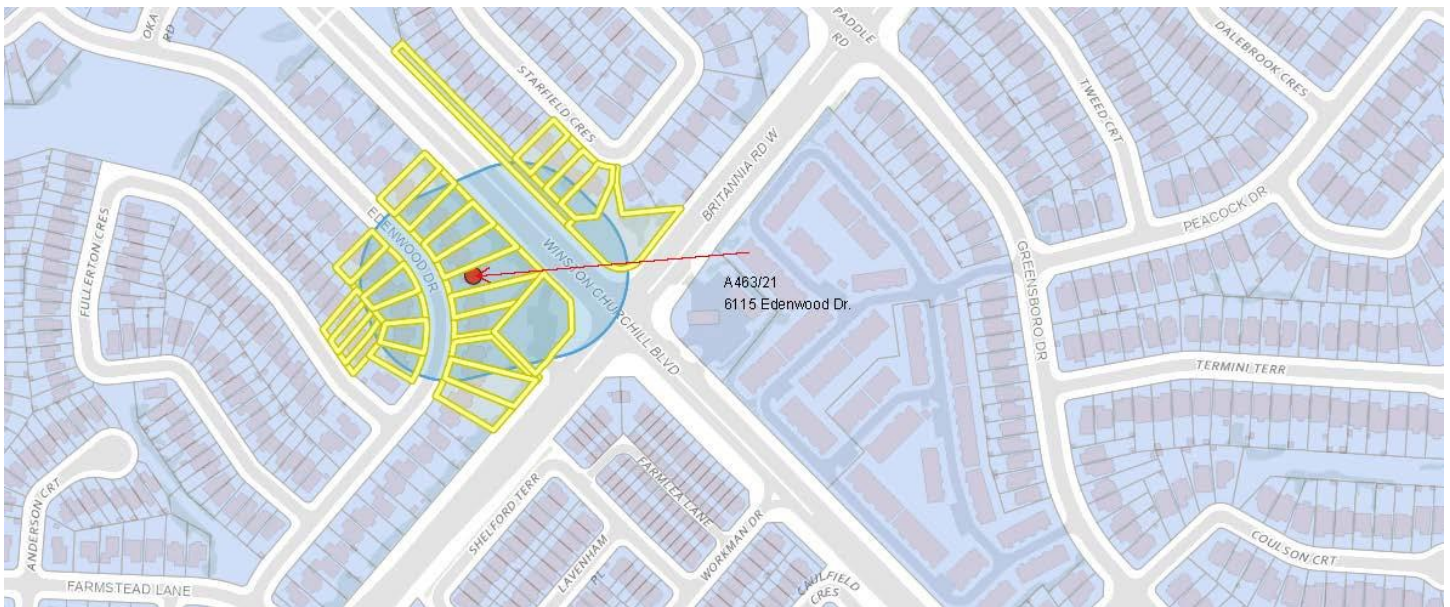 OKA
RD
PADDLE
RD
DALEBROOK CRES
STARFIELD CRES
TWEED CRT
BRITANNIA RD W
PEACOCK DR
FULLERTON CRES
EDENWOOD DR
WINSTON CHURCHILL BLVD
GREENSBORO DR
A463/21
6115 Edenwood Dr.
TERMINI TERR
ANDERSON CRT
SHELFORD TERR
FARMLEA LANE
WORKMAN DR
LAVENHAM
PL
COULSON CRT
CAULFIELD
CRES
FARMSTEAD LANE